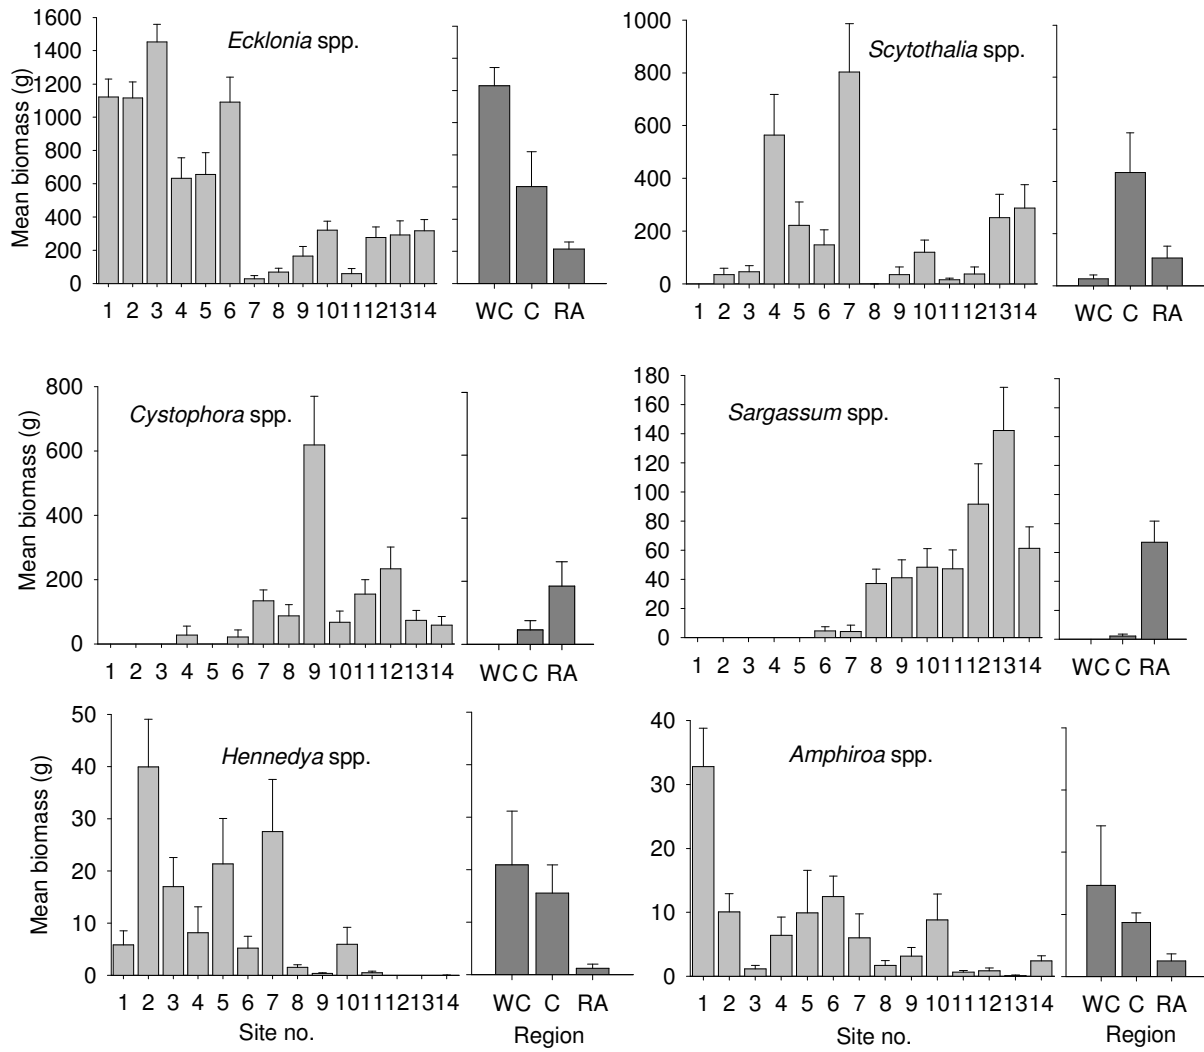 Ecklonia spp.
Mean biomass (g)
1600
1400
1200
1000
800
600
400
200
0
1 2 3 4 5 6 7 8 9 10 11 12 13 14
WC C RA
Scytothalia spp.
1000
800
600
400
200
0
1 2 3 4 5 6 7 8 9 10 11 12 13 14
WC C RA
Cystophora spp.
Mean biomass (g)
800
600
400
200
0
1 2 3 4 5 6 7 8 9 10 11 12 13 14
WC C RA
Sargassum spp.
180
160
140
120
100
80
60
40
20
0
1 2 3 4 5 6 7 8 9 10 11 12 13 14
WC C RA
Hennedya spp.
Mean biomass (g)
50
40
30
20
10
0
1 2 3 4 5 6 7 8 9 10 11 12 13 14
Site no.
WC C RA
Region
Amphiroa spp.
40
30
20
10
0
1 2 3 4 5 6 7 8 9 10 11 12 13 14
Site no.
WC C RA
Region